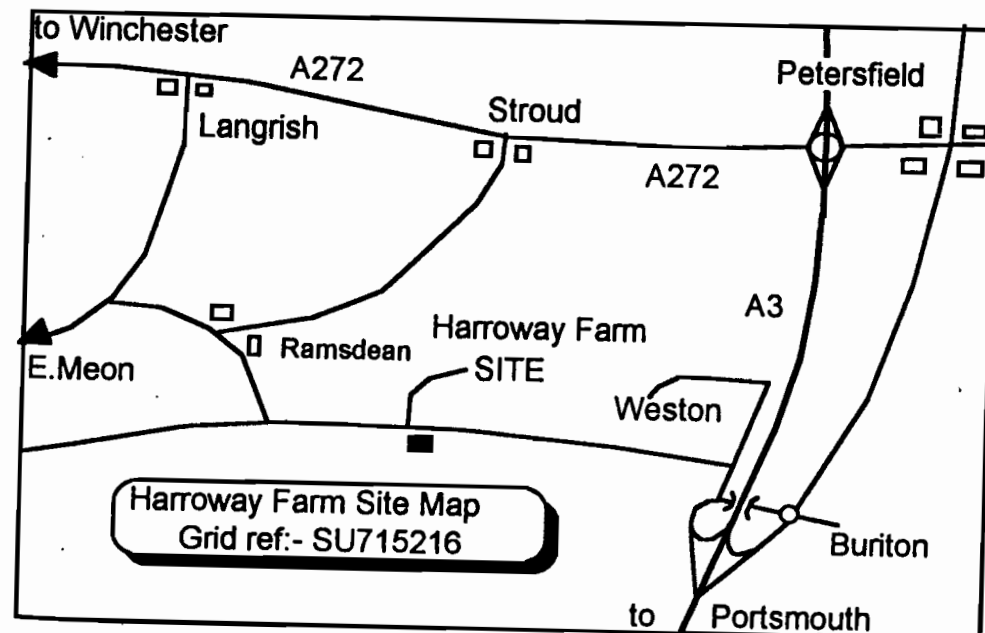 to Winchester
A272
Petersfield
Langrish
Stroud
A272
A3
Harroway Farm
SITE
Ramsdean
E.Meon
Weston
Harroway Farm Site Map
Grid ref:- SU715216
Buriton
to Portsmouth